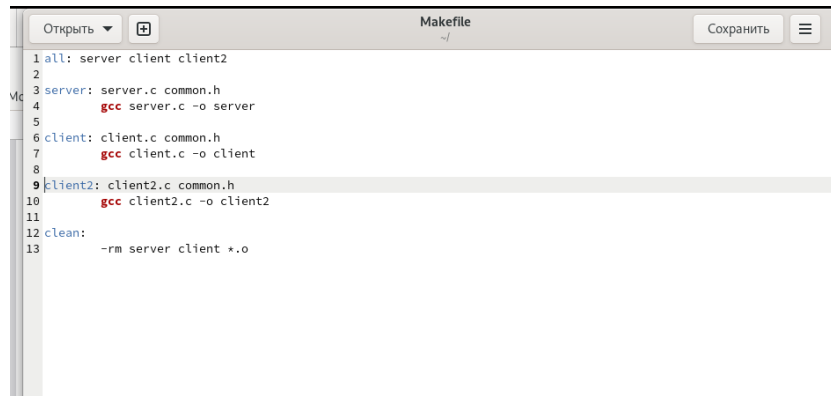 Открыть
Makefile
~/
Сохранить
1 all: server client client2
2
3 server: server.c common.h
4 gcc server.c -o server
5
6 client: client.c common.h
7 gcc client.c -o client
8
9 client2: client2.c common.h
10 gcc client2.c -o client2
11
12 clean:
13 -rm server client *.o